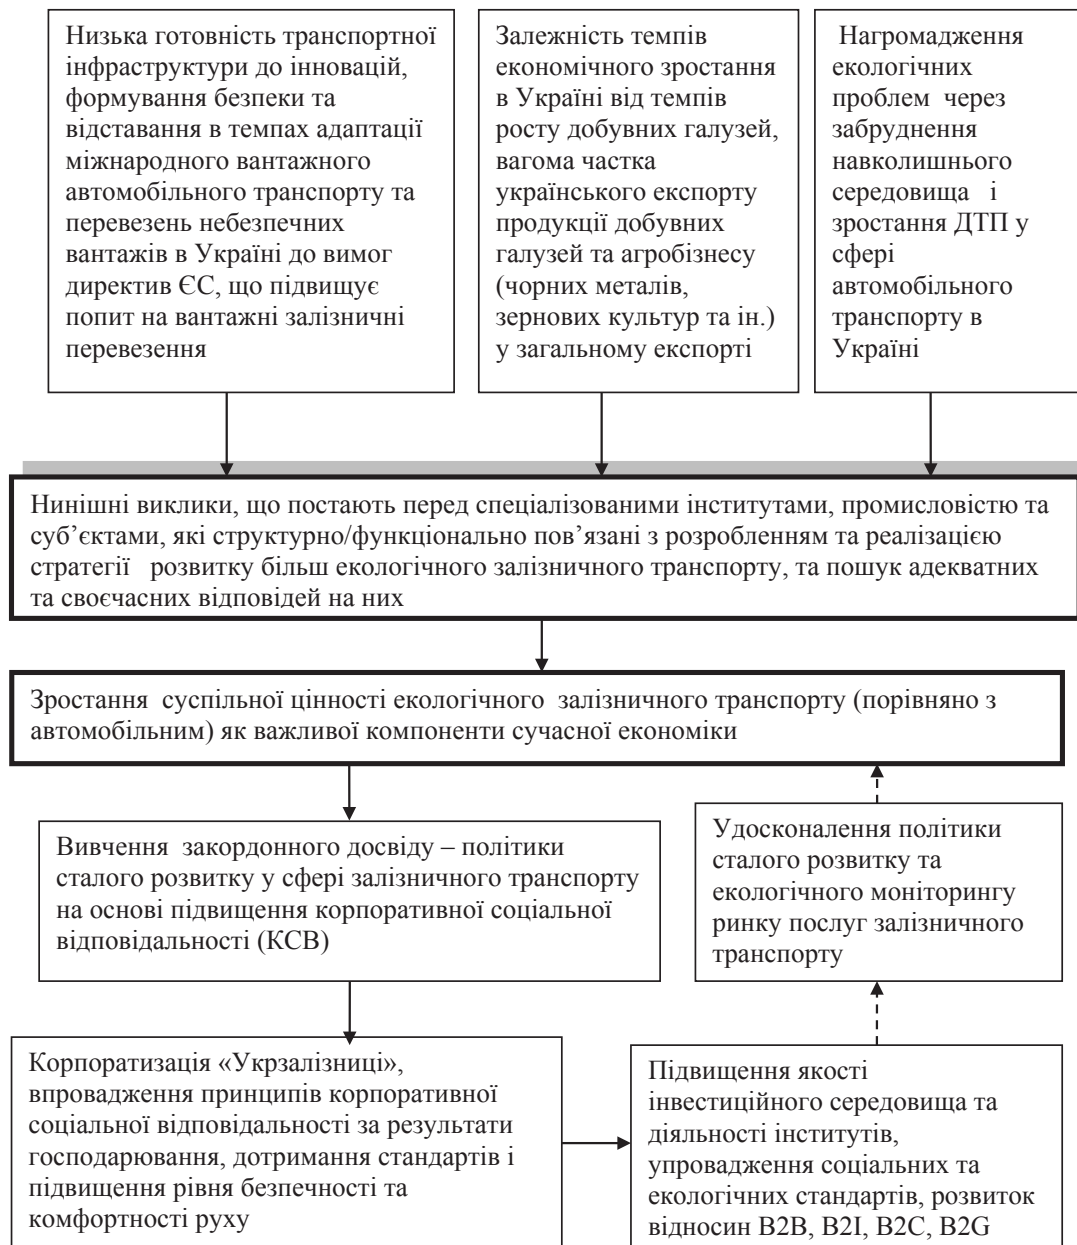 Низька готовність транспортної
інфраструктури до інновацій,
формування безпеки та
відставання в темпах адаптації
міжнародного вантажного
автомобільного транспорту та
перевезень небезпечних
вантажів в Україні до вимог
директив ЄС, що підвищує
попит на вантажні залізничні
перевезення
Залежність темпів
економічного зростання
в Україні від темпів
росту добувних галузей,
вагома частка
українського експорту
продукції добувних
галузей та агробізнесу
(чорних металів,
зернових культур та ін.)
у загальному експорті
Нагромадження
екологічних
проблем через
забруднення
навколишнього
середовища і
зростання ДТП у
сфері
автомобільного
транспорту в
Україні
Нинішні виклики, що постають перед спеціалізованими інститутами, промисловістю та
суб’єктами, які структурно/функціонально пов’язані з розробленням та реалізацією
стратегії розвитку більш екологічного залізничного транспорту, та пошук адекватних
та своєчасних відповідей на них
Зростання суспільної цінності екологічного залізничного транспорту (порівняно з
автомобільним) як важливої компоненти сучасної економіки
Вивчення закордонного досвіду – політики
сталого розвитку у сфері залізничного транспорту
на основі підвищення корпоративної соціальної
відповідальності (КСВ)
Удосконалення політики
сталого розвитку та
екологічного моніторингу
ринку послуг залізничного
транспорту
Корпоратизація «Укрзалізниці»,
впровадження принципів корпоративної
соціальної відповідальності за результати
господарювання, дотримання стандартів і
підвищення рівня безпечності та
комфортності руху
Підвищення якості
інвестиційного середовища та
діяльності інститутів,
упровадження соціальних та
екологічних стандартів, розвиток
відносин B2B, B2I, B2C, B2G